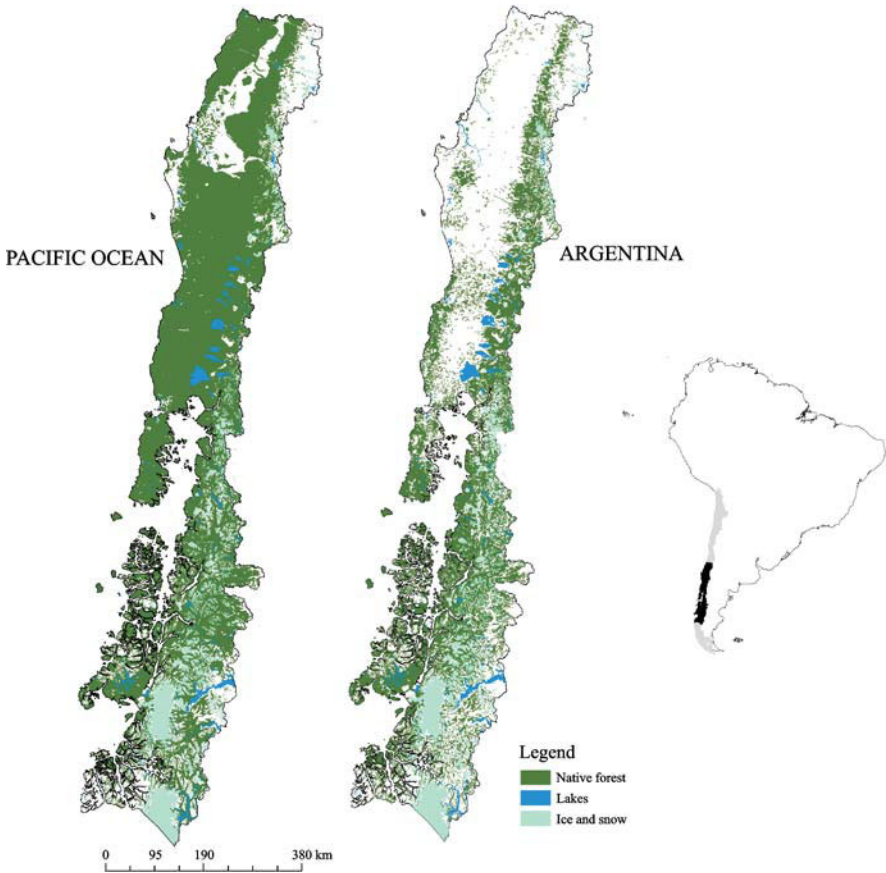 PACIFIC OCEAN
ARGENTINA
Legend
Native forest
Lakes
Ice and snow
0 95 190 380 km